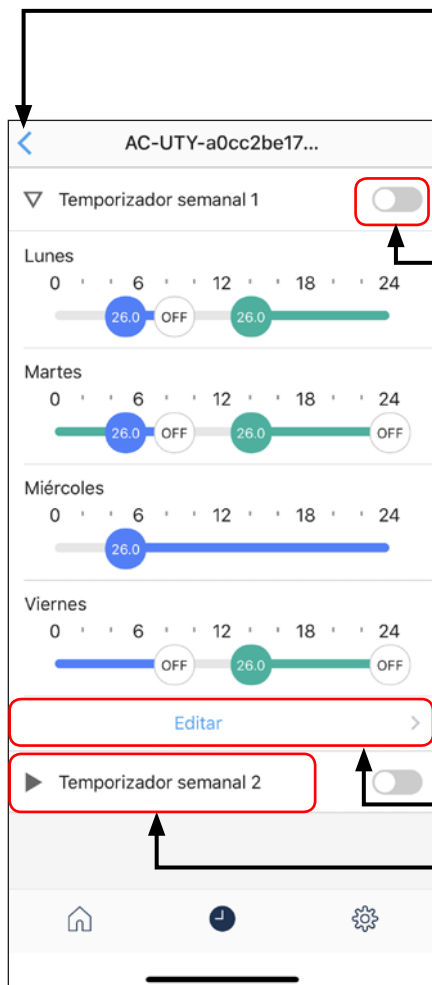 AC-UTY-a0cc2be17...
Temporizador semanal 1
Lunes
0 6 12 18 24
26.0 OFF 26.0
Martes
0 6 12 18 24
26.0 OFF 26.0 OFF
Miércoles
0 6 12 18 24
26.0
Viernes
0 6 12 18 24
OFF 26.0 OFF
Editar
Temporizador semanal 2